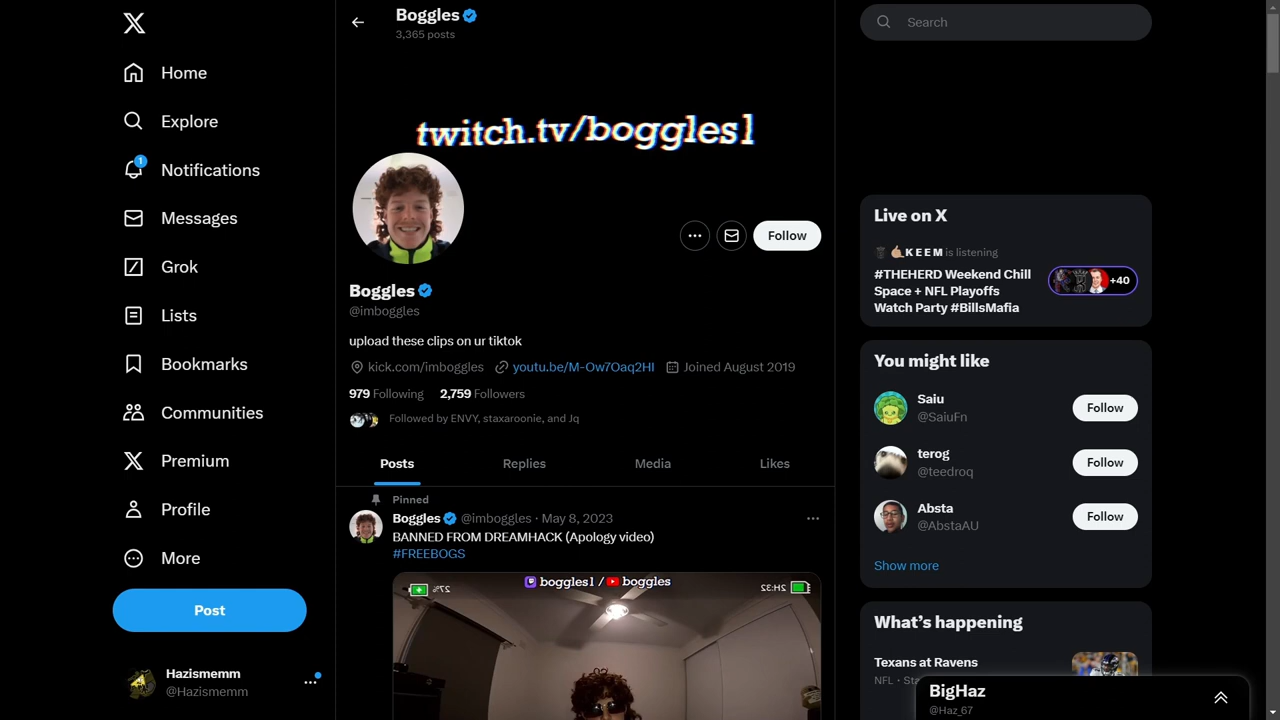 Home
Explore
1
Notifications
Messages
Grok
Lists
Bookmarks
Communities
Premium
Profile
More
Post
Hazismemm
@Hazismemm
Boggles
3,365 posts
twitch.tv/boggles1
Follow
Boggles
@imboggles
upload these clips on ur tiktok
kick.com/imboggles youtu.be/M-Ow7Oaq2HI Joined August 2019
979 Following 2,759 Followers
Followed by ENVY, staxaroonie, and Jq
Posts Replies Media Likes
Pinned
Boggles @imboggles · May 8, 2023
BANNED FROM DREAMHACK (Apology video)
#FREEBOGS
27% boggles1 / boggles 2H:32
Search
Live on X
KEEM is listening
#THEHERD Weekend Chill
Space + NFL Playoffs
Watch Party #BillsMafia
+40
You might like
Saiu
@SaiuFn
Follow
terog
@teedroq
Follow
Absta
@AbstaAU
Follow
Show more
What's happening
Texans at Ravens
NFL ·
BigHaz
@Haz_67